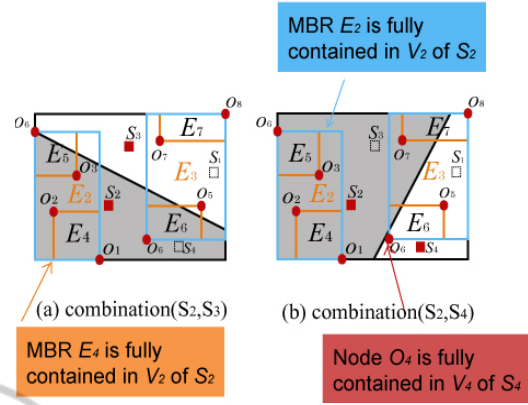 MBR E2 is fully
contained in V2 of S2
O6
S3
E7
O7
E5
O3
E3
S1
E2
S2
O2
O5
E4
E6
O6
S4
O1
O8
O6
S3
E7
O7
E5
O3
E3
S1
E2
S2
O2
O5
E4
E6
O6
S4
O1
(a) combination(S2,S3)
(b) combination(S2,S4)
MBR E4 is fully
contained in V2 of S2
Node O4 is fully
contained in V4 of S4